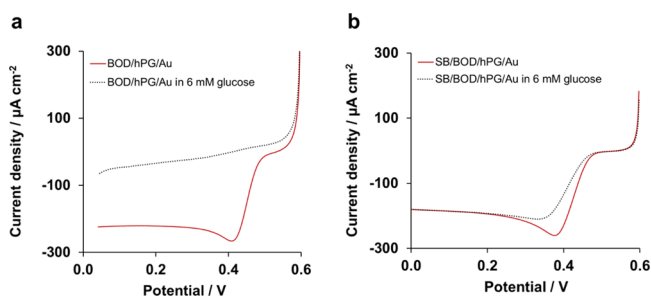 a
300
BOD/hPG/Au
BOD/hPG/Au in 6 mM glucose
100
-100
-300
0.0
0.2
0.4
0.6
Current density / µA cm⁻²
Potential / V
b
300
SB/BOD/hPG/Au
SB/BOD/hPG/Au in 6 mM glucose
100
-100
-300
0.0
0.2
0.4
0.6
Current density / µA cm⁻²
Potential / V